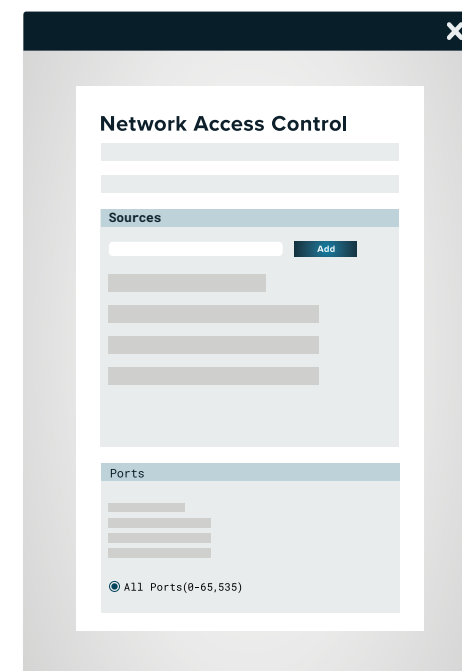 Network Access Control
Sources
Add
Ports
All Ports(0-65,535)